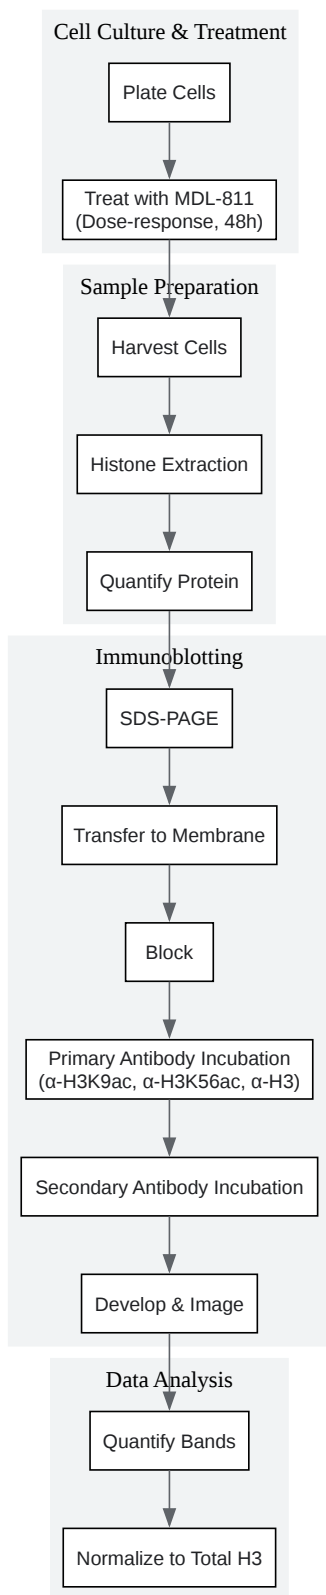 Cell Culture & Treatment
Plate Cells
Treat with MDL-811
(Dose-response, 48h)
Sample Preparation
Harvest Cells
Histone Extraction
Quantify Protein
Immunoblotting
SDS-PAGE
Transfer to Membrane
Block
Primary Antibody Incubation
(α-H3K9ac, α-H3K56ac, α-H3)
Secondary Antibody Incubation
Develop & Image
Data Analysis
Quantify Bands
Normalize to Total H3